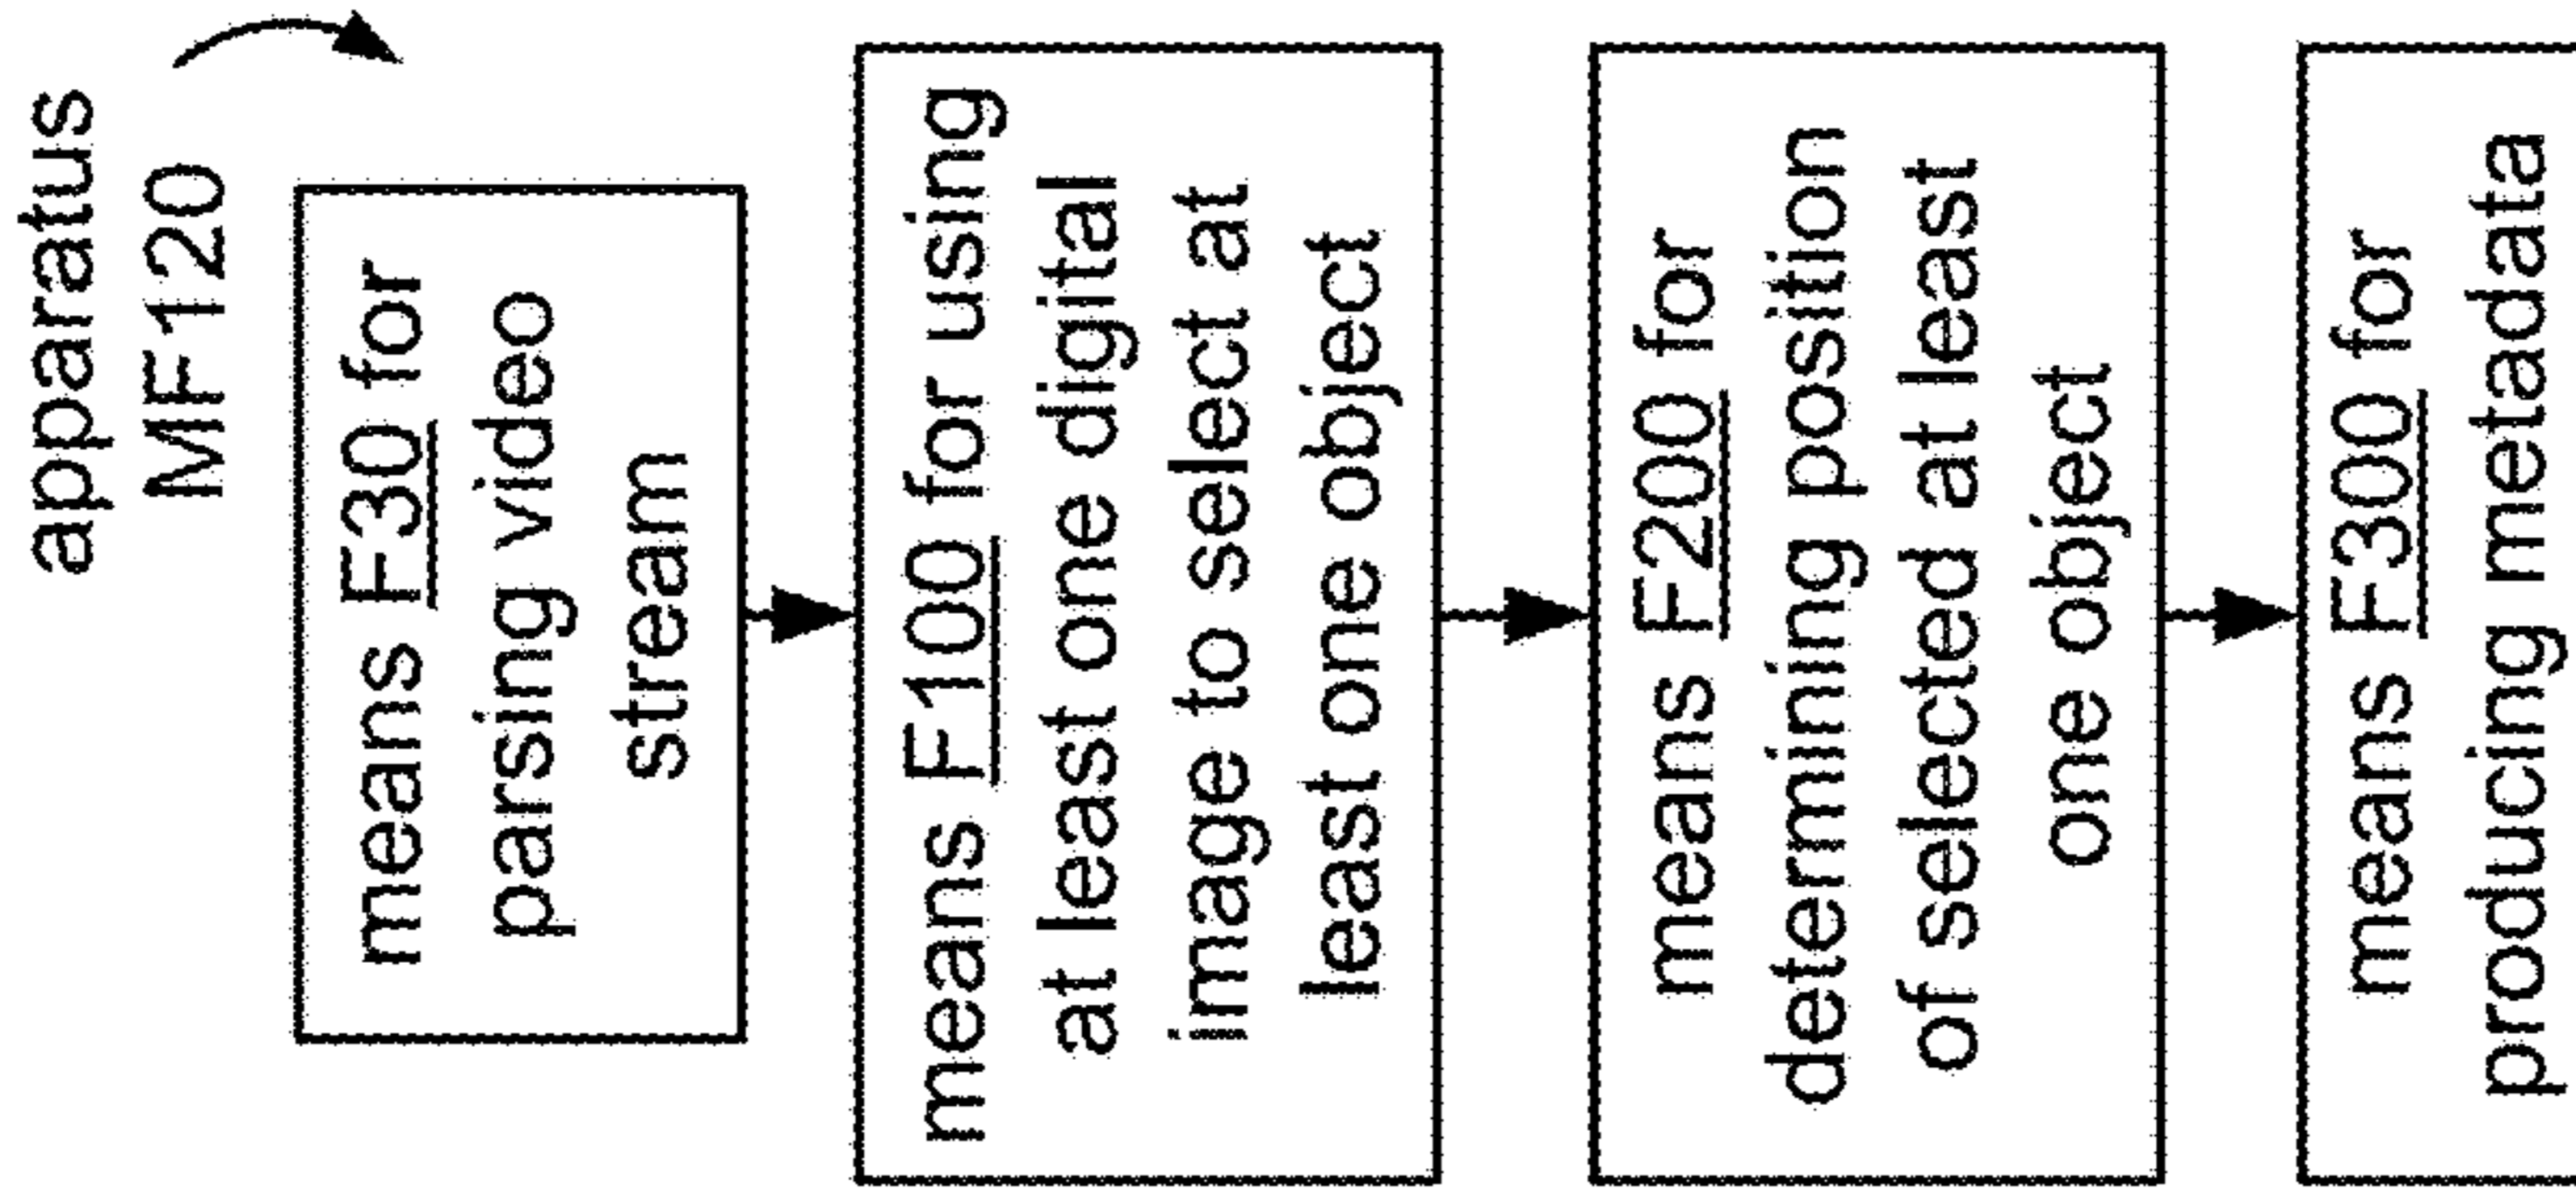 apparatus
MF120
means F30 for
parsing video
stream
means F100 for using
at least one digital
image to select at
least one object
means F200 for
determining position
of selected at least
one object
means F300 for
producing metadata